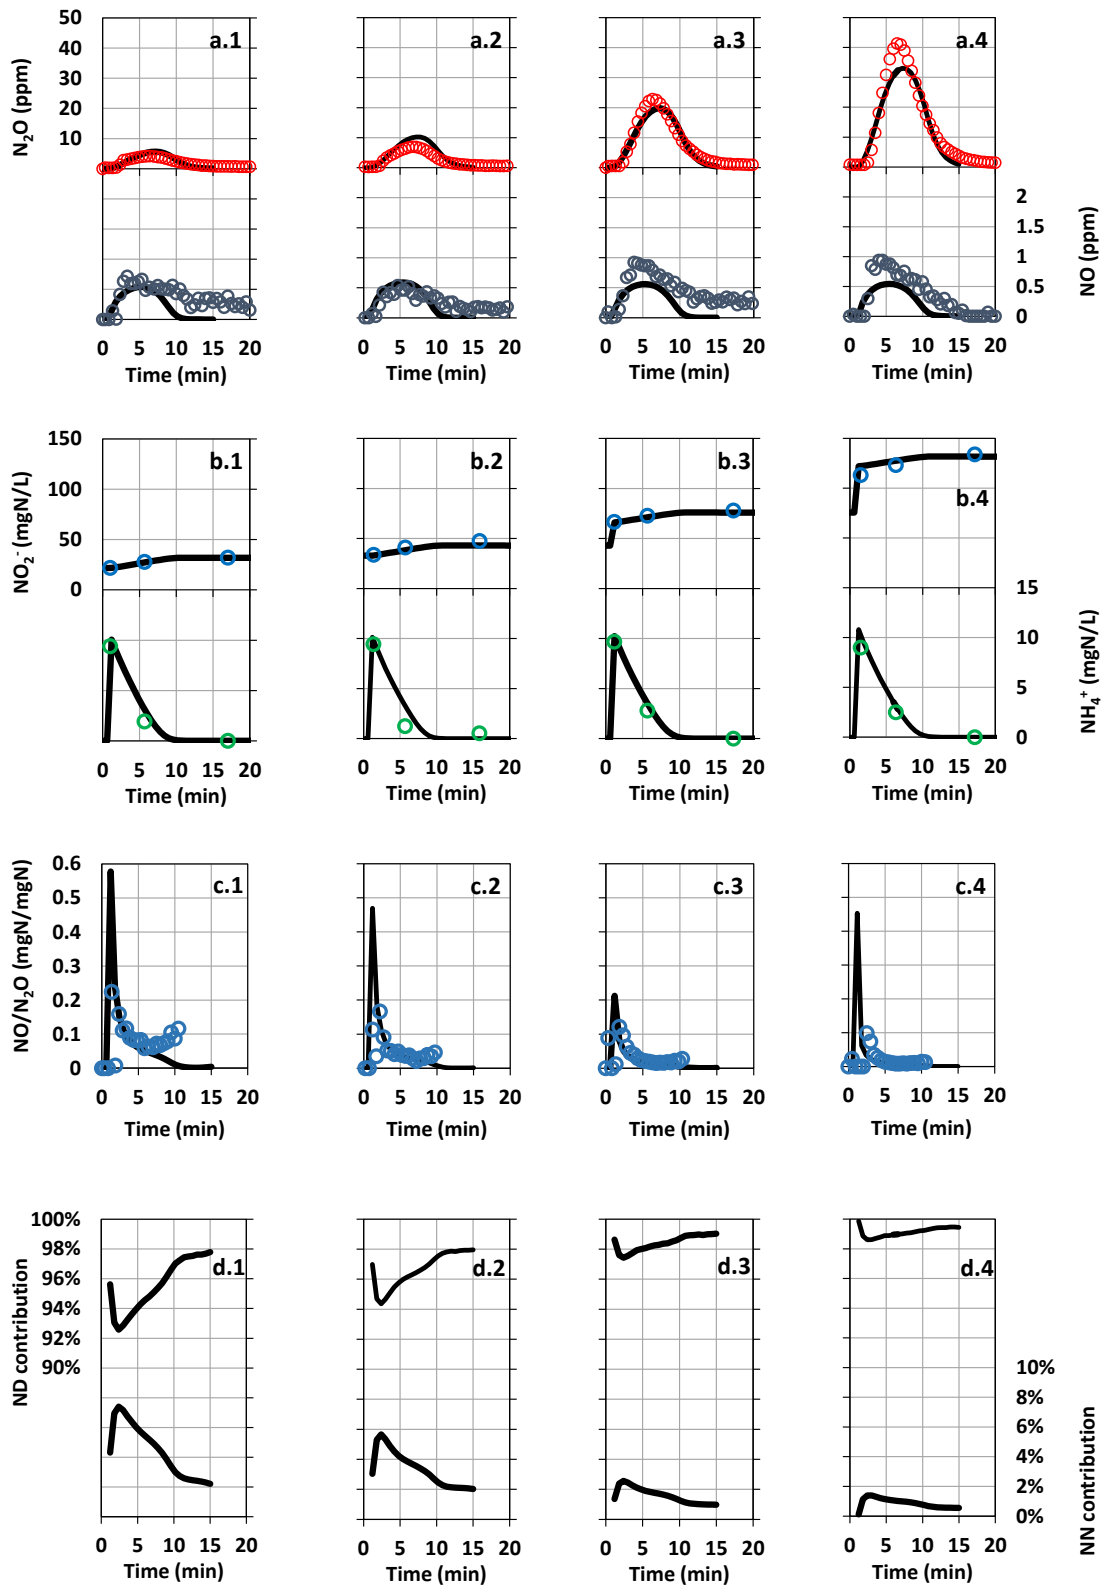 50
40
30
20
10
N₂O (ppm)
a.1
a.2
a.3
a.4
2
1.5
1
0.5
0
NO (ppm)
0 5 10 15 20
0 5 10 15 20
0 5 10 15 20
0 5 10 15 20
Time (min)
Time (min)
Time (min)
Time (min)
150
100
50
0
NO₂⁻ (mgN/L)
b.1
b.2
b.3
b.4
15
10
5
0
NH₄⁺ (mgN/L)
0 5 10 15 20
0 5 10 15 20
0 5 10 15 20
0 5 10 15 20
Time (min)
Time (min)
Time (min)
Time (min)
0.6
0.5
0.4
0.3
0.2
0.1
0
NO/N₂O (mgN/mgN)
c.1
c.2
c.3
c.4
0 5 10 15 20
0 5 10 15 20
0 5 10 15 20
0 5 10 15 20
Time (min)
Time (min)
Time (min)
Time (min)
100%
98%
96%
94%
92%
90%
ND contribution
d.1
d.2
d.3
d.4
10%
8%
6%
4%
2%
0%
NN contribution
0 5 10 15 20
0 5 10 15 20
0 5 10 15 20
0 5 10 15 20
Time (min)
Time (min)
Time (min)
Time (min)